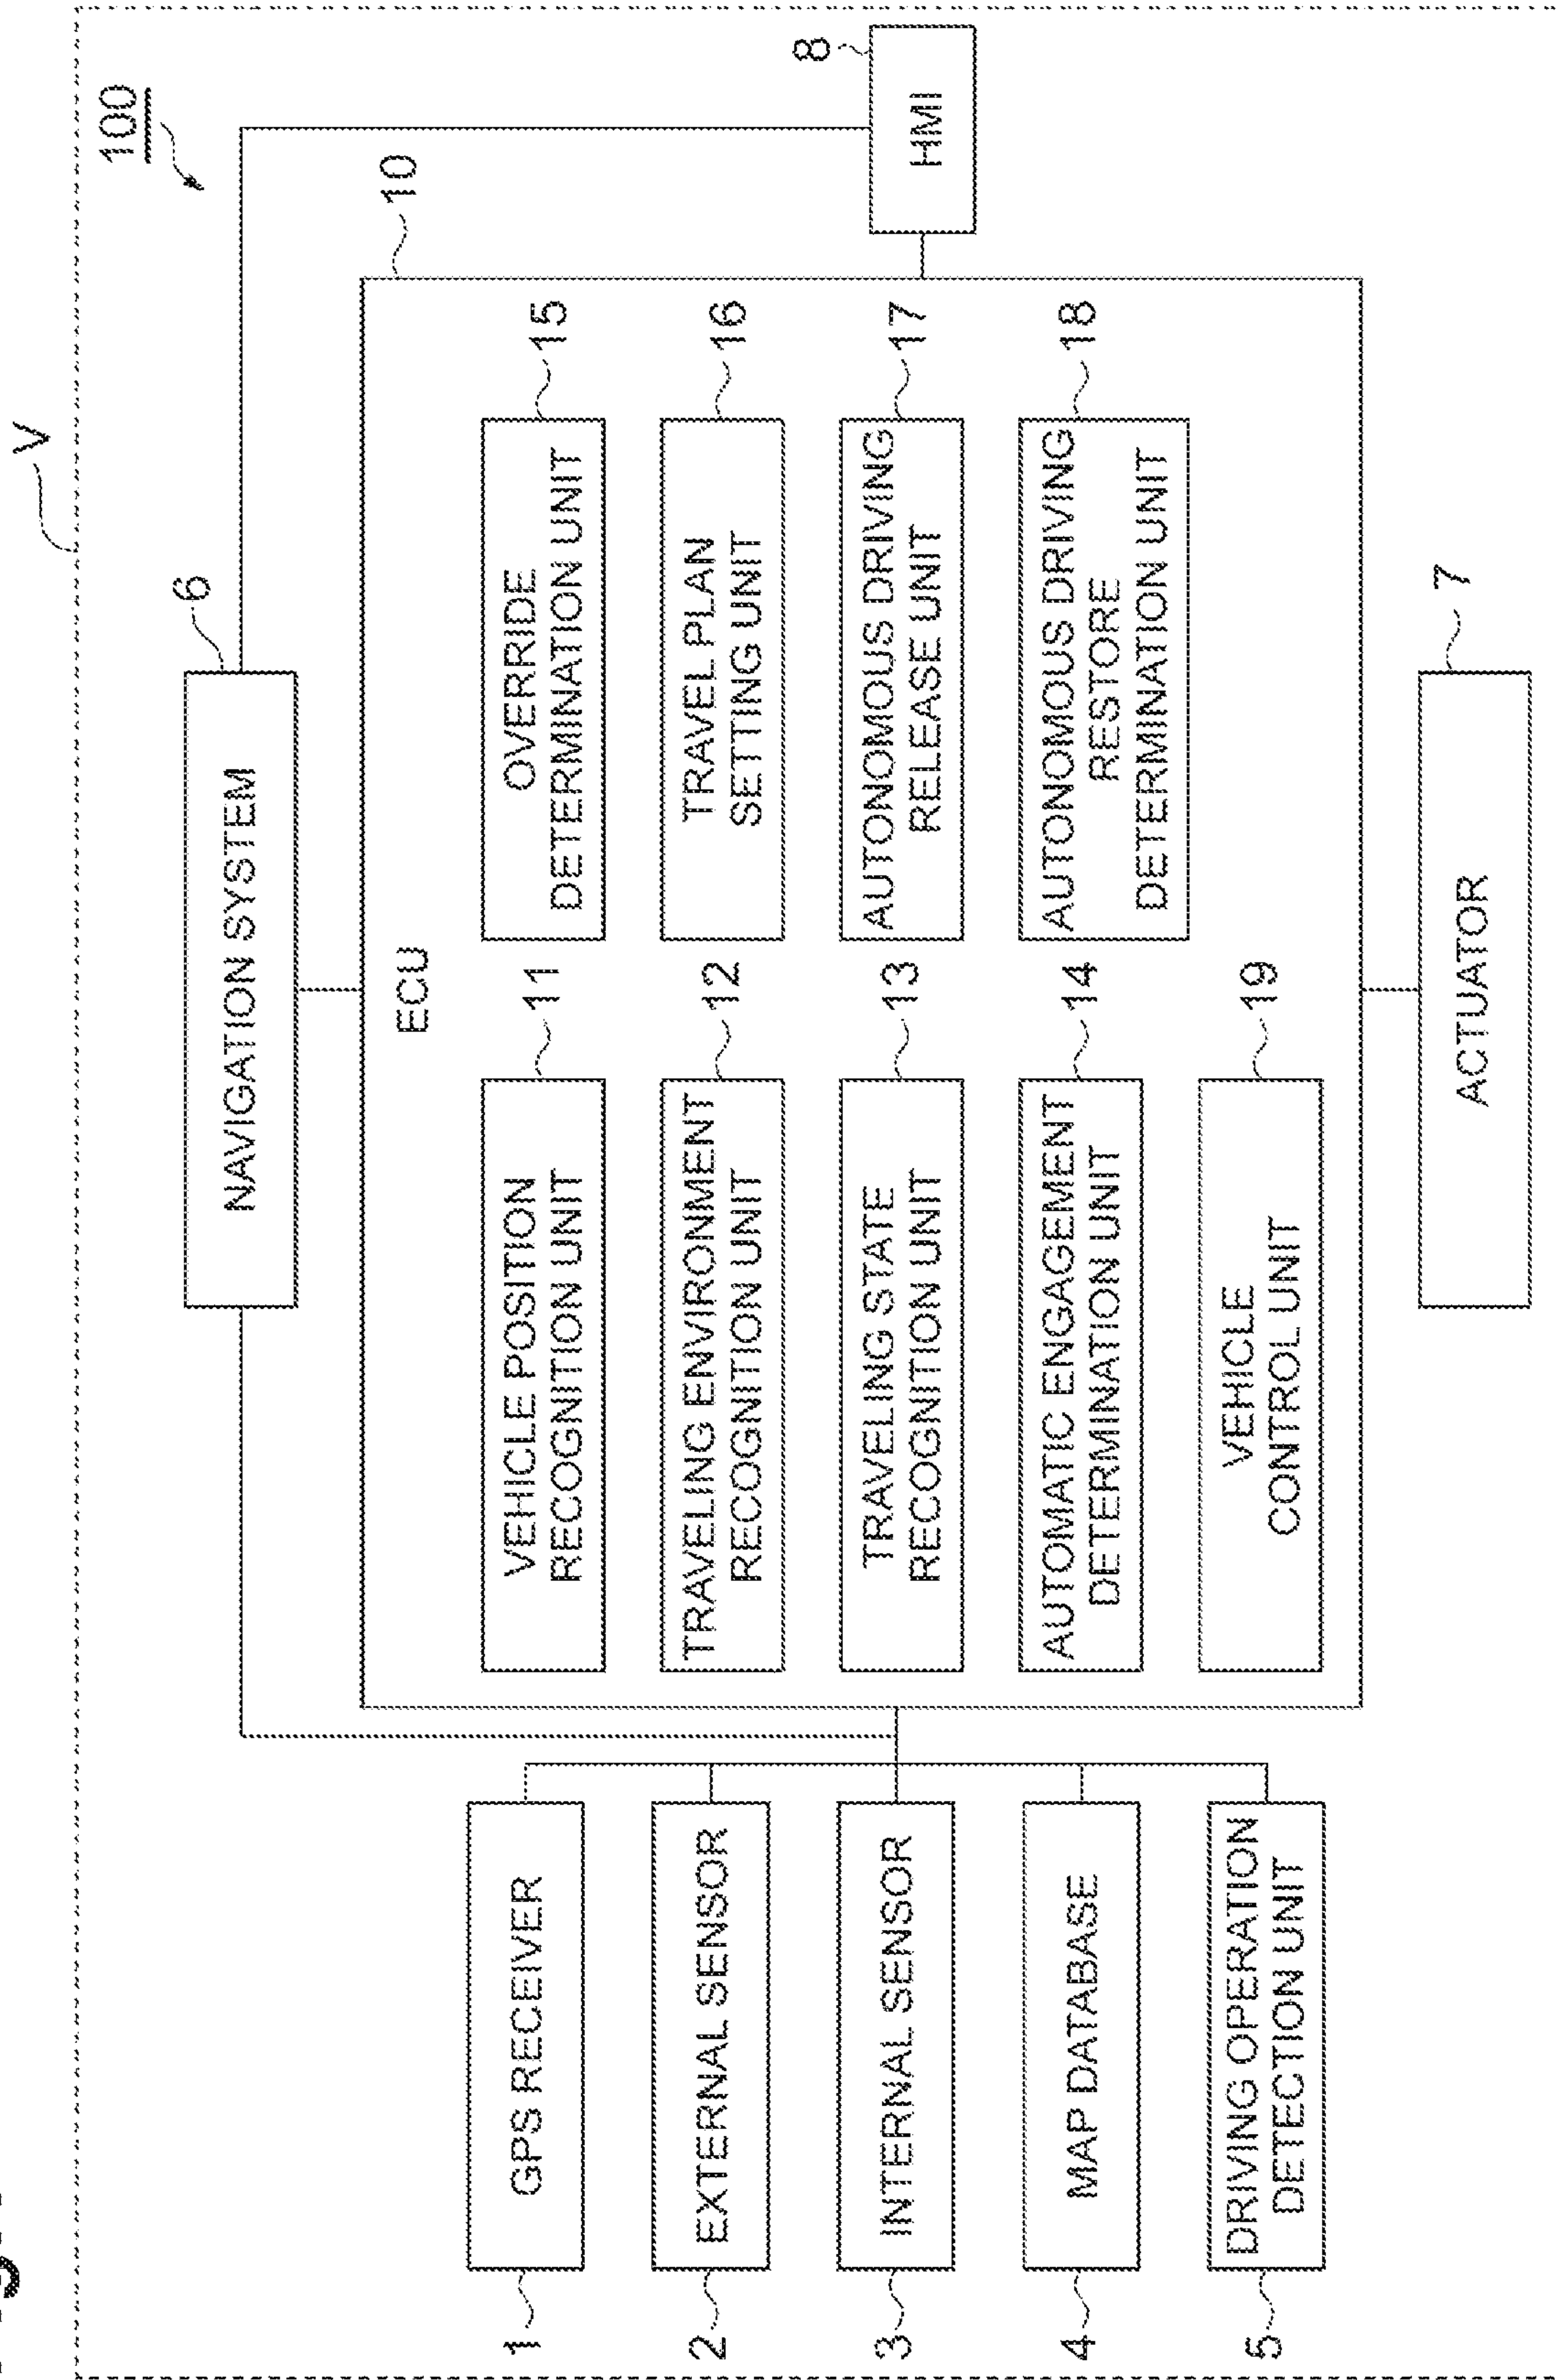 V
100
6
NAVIGATION SYSTEM
10
8
HMI
ECU
1
GPS RECEIVER
2
EXTERNAL SENSOR
3
INTERNAL SENSOR
4
MAP DATABASE
5
DRIVING OPERATION
DETECTION UNIT
11
VEHICLE POSITION
RECOGNITION UNIT
12
TRAVELING ENVIRONMENT
RECOGNITION UNIT
13
TRAVELING STATE
RECOGNITION UNIT
14
AUTOMATIC ENGAGEMENT
DETERMINATION UNIT
19
VEHICLE
CONTROL UNIT
15
OVERRIDE
DETERMINATION UNIT
16
TRAVEL PLAN
SETTING UNIT
17
AUTONOMOUS DRIVING
RELEASE UNIT
18
AUTONOMOUS DRIVING
RESTORE
DETERMINATION UNIT
7
ACTUATOR